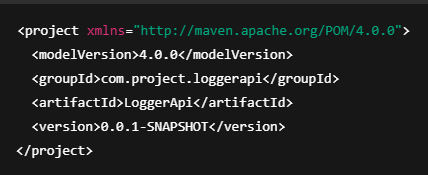 <project xmlns="http://maven.apache.org/POM/4.0.0">
<modelVersion>4.0.0</modelVersion>
<groupId>com.project.loggerapi</groupId>
<artifactId>LoggerApi</artifactId>
<version>0.0.1-SNAPSHOT</version>
</project>